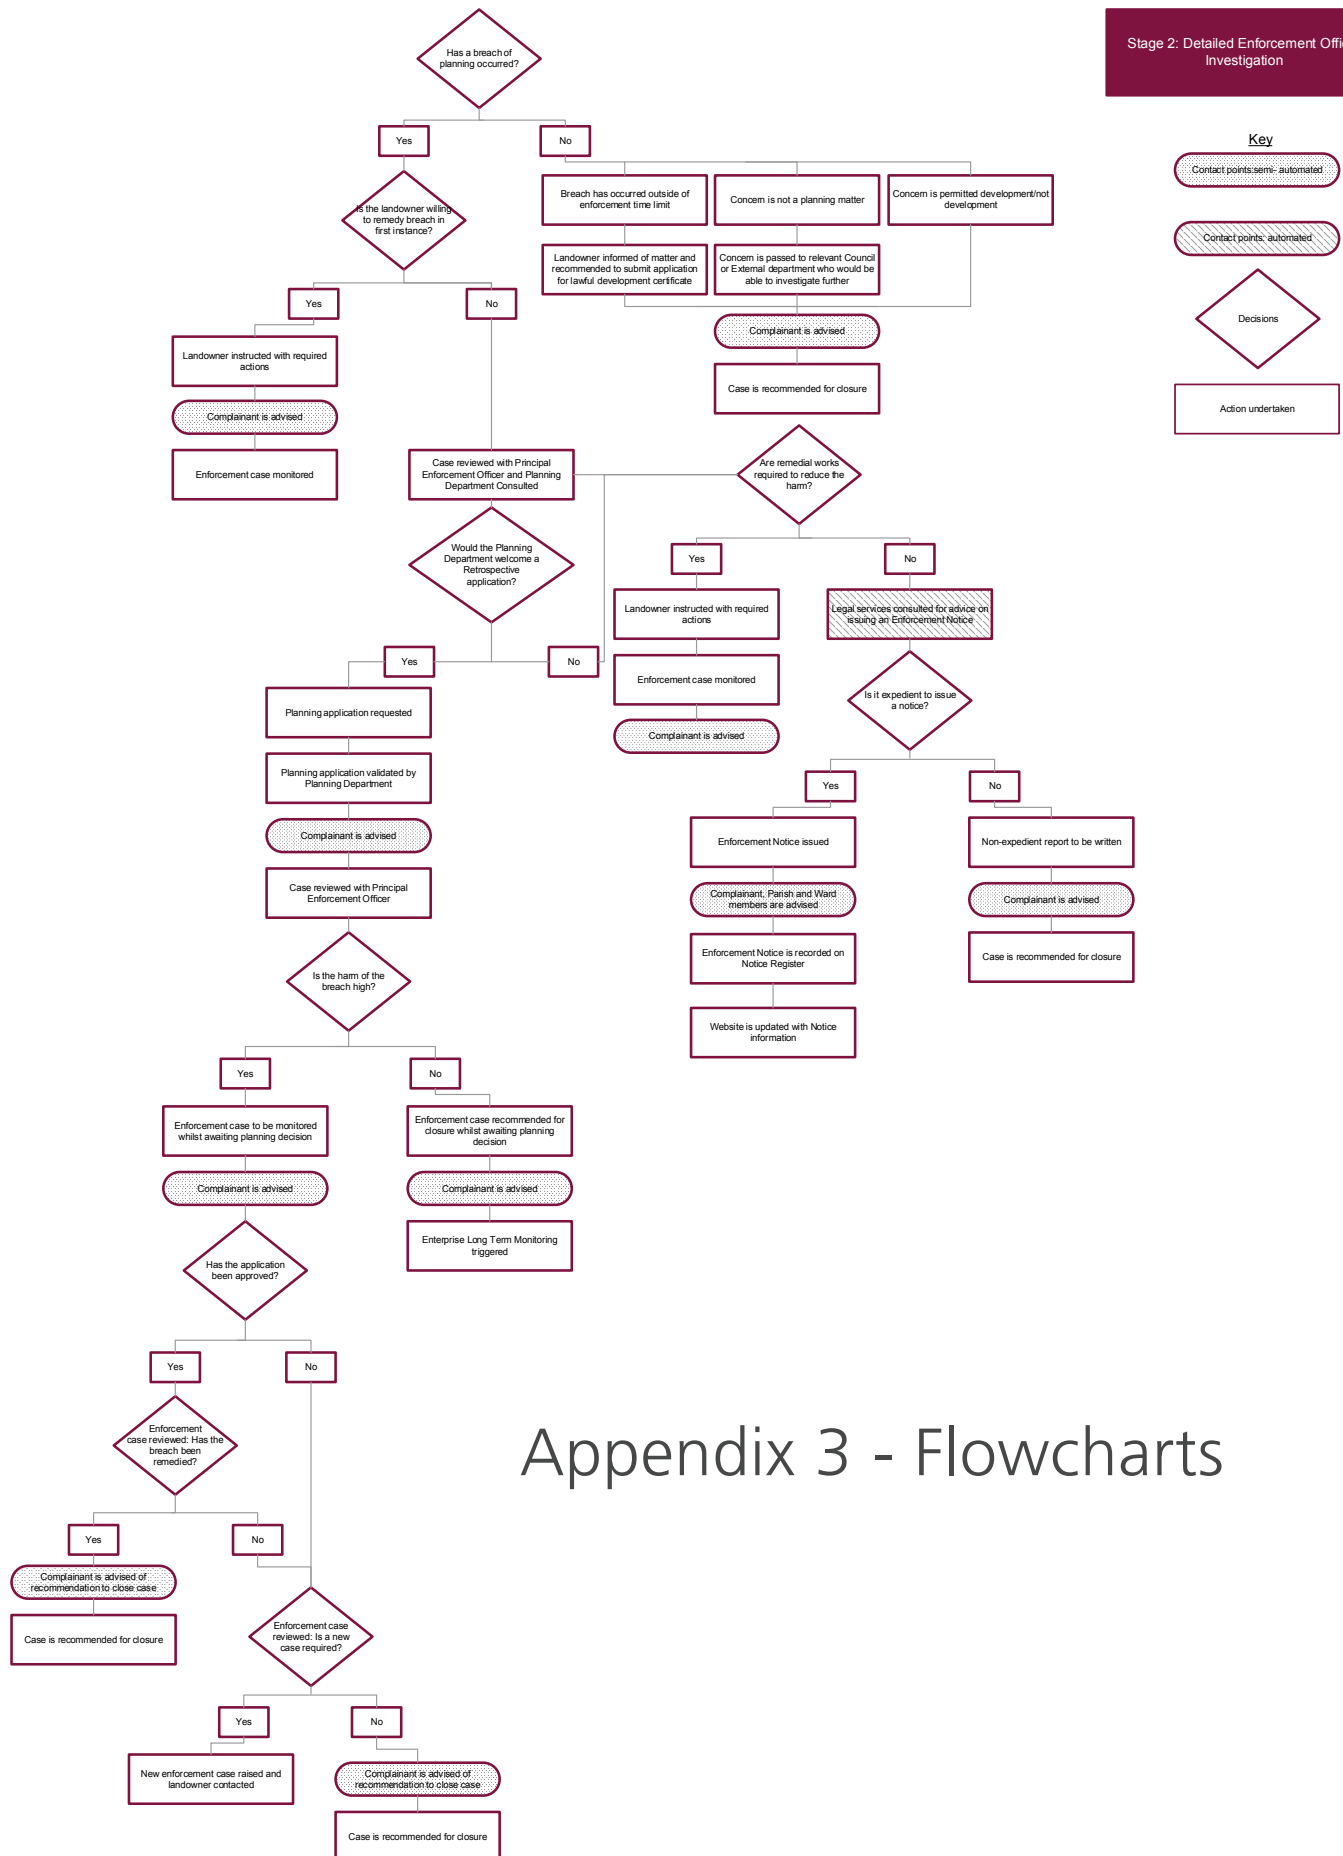 Stage 2: Detailed Enforcement
Investigation
Key
Contact points:semi- automated
Contact points: automated
Decisions
Action undertaken
Has a breach of
planning occurred?
Yes
No
Breach has occurred outside of
enforcement time limit
Concern is not a planning matter
Concern is permitted development/not
development
Is the landowner willing
to remedy breach in
first instance?
Landowner informed of matter and
recommended to submit application
for lawful development certificate
Concern is passed to relevant Council
or External department who would be
able to investigate further
Yes
No
Complainant is advised
Case is recommended for closure
Landowner instructed with required
actions
Complainant is advised
Enforcement case monitored
Case reviewed with Principal
Enforcement Officer and Planning
Department Consulted
Are remedial works
required to reduce the
harm?
Would the Planning
Department welcome a
Retrospective
application?
Yes
No
Landowner instructed with required
actions
Enforcement case monitored
Complainant is advised
Legal services consulted for advice on
issuing an Enforcement Notice
Is it expedient to issue
a notice?
Yes
No
Planning application requested
Planning application validated by
Planning Department
Complainant is advised
Case reviewed with Principal
Enforcement Officer
Yes
No
Enforcement Notice issued
Complainant, Parish and Ward
members are advised
Enforcement Notice is recorded on
Notice Register
Website is updated with Notice
information
Non-expedient report to be written
Complainant is advised
Case is recommended for closure
Is the harm of the
breach high?
Yes
No
Enforcement case to be monitored
whilst awaiting planning decision
Complainant is advised
Enforcement case recommended for
closure whilst awaiting planning
decision
Complainant is advised
Enterprise Long Term Monitoring
triggered
Has the application
been approved?
Yes
No
Enforcement
case reviewed: Has the
breach been
remedied?
Appendix 3 - Flowcharts
Yes
No
Complainant is advised of
recommendation to close case
Case is recommended for closure
Enforcement case
reviewed: Is a new
case required?
Yes
No
New enforcement case raised and
landowner contacted
Complainant is advised of
recommendation to close case
Case is recommended for closure